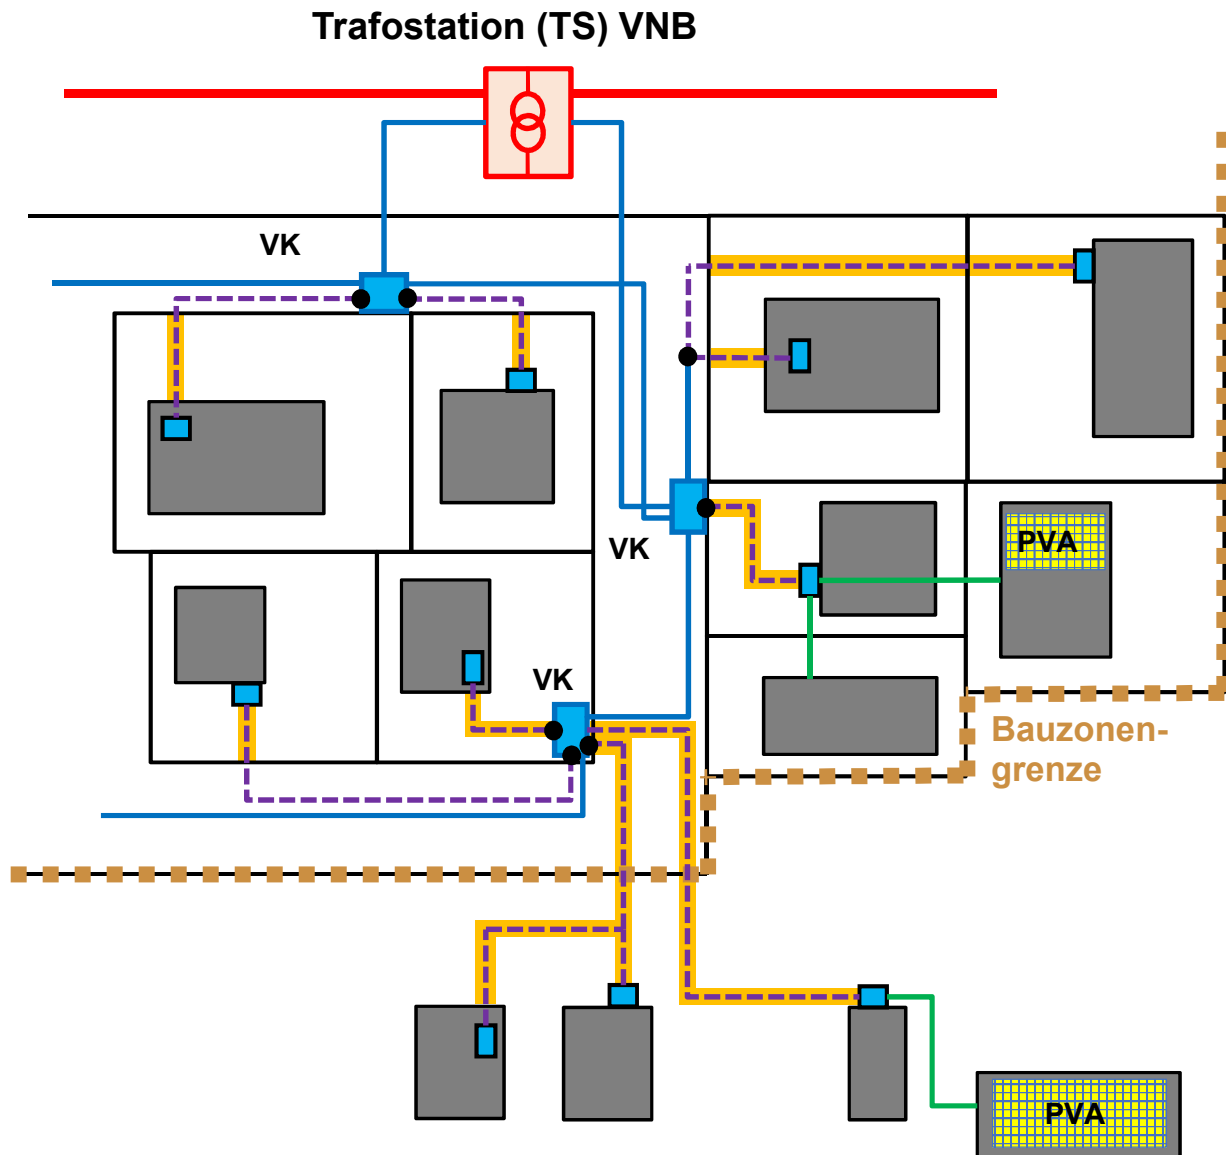 Trafostation (TS) VNB
VK
VK
PVA
VK
Bauzonen-
grenze
PVA